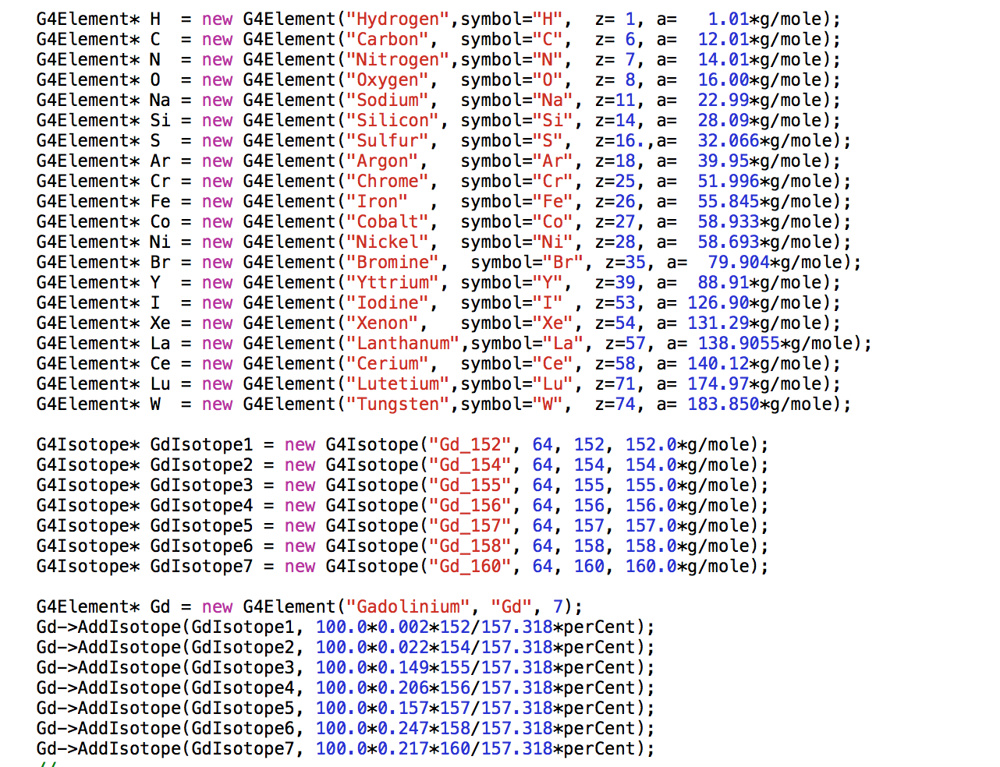 G4Element* H  = new G4Element("Hydrogen",symbol="H",  z= 1, a=   1.01*g/mole);
G4Element* C  = new G4Element("Carbon",  symbol="C",  z= 6, a=  12.01*g/mole);
G4Element* N  = new G4Element("Nitrogen",symbol="N",  z= 7, a=  14.01*g/mole);
G4Element* O  = new G4Element("Oxygen",  symbol="O",  z= 8, a=  16.00*g/mole);
G4Element* Na = new G4Element("Sodium",  symbol="Na", z=11, a=  22.99*g/mole);
G4Element* Si = new G4Element("Silicon", symbol="Si", z=14, a=  28.09*g/mole);
G4Element* S  = new G4Element("Sulfur",  symbol="S",  z=16.,a=  32.066*g/mole);
G4Element* Ar = new G4Element("Argon",   symbol="Ar", z=18, a=  39.95*g/mole);
G4Element* Cr = new G4Element("Chrome",  symbol="Cr", z=25, a=  51.996*g/mole);
G4Element* Fe = new G4Element("Iron"  ,  symbol="Fe", z=26, a=  55.845*g/mole);
G4Element* Co = new G4Element("Cobalt",  symbol="Co", z=27, a=  58.933*g/mole);
G4Element* Ni = new G4Element("Nickel",  symbol="Ni", z=28, a=  58.693*g/mole);
G4Element* Br = new G4Element("Bromine",  symbol="Br", z=35, a=  79.904*g/mole);
G4Element* Y  = new G4Element("Yttrium", symbol="Y",  z=39, a=  88.91*g/mole);
G4Element* I  = new G4Element("Iodine",  symbol="I" , z=53, a= 126.90*g/mole);
G4Element* Xe = new G4Element("Xenon",   symbol="Xe", z=54, a= 131.29*g/mole);
G4Element* La = new G4Element("Lanthanum",symbol="La", z=57, a= 138.9055*g/mole);
G4Element* Ce = new G4Element("Cerium",  symbol="Ce", z=58, a= 140.12*g/mole);
G4Element* Lu = new G4Element("Lutetium",symbol="Lu", z=71, a= 174.97*g/mole);
G4Element* W  = new G4Element("Tungsten",symbol="W",  z=74, a= 183.850*g/mole);
G4Isotope* GdIsotope1 = new G4Isotope("Gd_152", 64, 152, 152.0*g/mole);
G4Isotope* GdIsotope2 = new G4Isotope("Gd_154", 64, 154, 154.0*g/mole);
G4Isotope* GdIsotope3 = new G4Isotope("Gd_155", 64, 155, 155.0*g/mole);
G4Isotope* GdIsotope4 = new G4Isotope("Gd_156", 64, 156, 156.0*g/mole);
G4Isotope* GdIsotope5 = new G4Isotope("Gd_157", 64, 157, 157.0*g/mole);
G4Isotope* GdIsotope6 = new G4Isotope("Gd_158", 64, 158, 158.0*g/mole);
G4Isotope* GdIsotope7 = new G4Isotope("Gd_160", 64, 160, 160.0*g/mole);
G4Element* Gd = new G4Element("Gadolinium", "Gd", 7);
Gd->AddIsotope(GdIsotope1, 100.0*0.002*152/157.318*perCent);
Gd->AddIsotope(GdIsotope2, 100.0*0.022*154/157.318*perCent);
Gd->AddIsotope(GdIsotope3, 100.0*0.149*155/157.318*perCent);
Gd->AddIsotope(GdIsotope4, 100.0*0.206*156/157.318*perCent);
Gd->AddIsotope(GdIsotope5, 100.0*0.157*157/157.318*perCent);
Gd->AddIsotope(GdIsotope6, 100.0*0.247*158/157.318*perCent);
Gd->AddIsotope(GdIsotope7, 100.0*0.217*160/157.318*perCent);
//